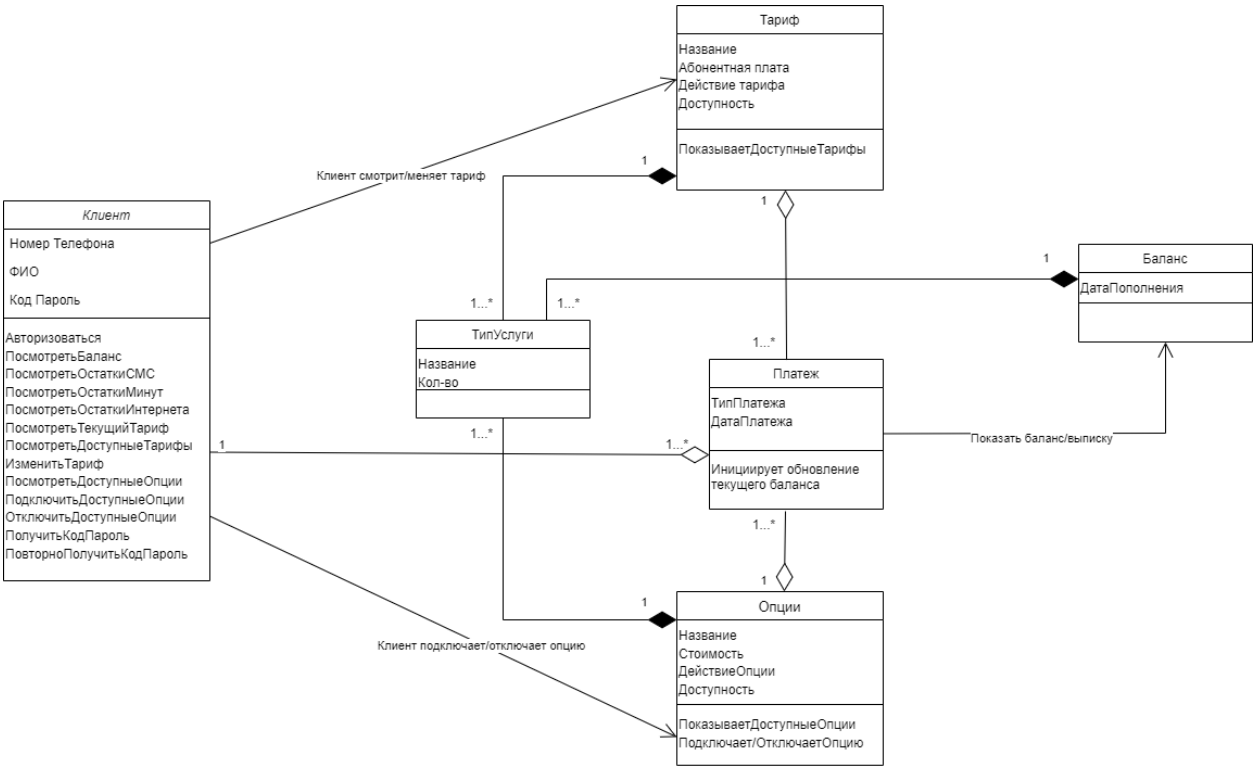 Тариф
Название
Абонентная плата
Действие тарифа
Доступность
ПоказываетДоступныеТарифы
1
Клиент смотрит/меняет тариф
1
Клиент
Номер Телефона
ФИО
Код Пароль
Авторизоваться
ПосмотретьБаланс
ПосмотретьОстаткиСМС
ПосмотретьОстаткиМинут
ПосмотретьОстаткиИнтернета
ПосмотретьТекущийТариф
ПосмотретьДоступныеТарифы
ИзменитьТариф
ПосмотретьДоступныеОпции
ПодключитьДоступныеОпции
ОтключитьДоступныеОпции
ПолучитьКодПароль
ПовторноПолучитьКодПароль
1
Баланс
ДатаПополнения
1...*
1...*
ТипУслуги
Название
Кол-во
1...*
1...*
Платеж
ТипПлатежа
ДатаПлатежа
Инициирует обновление
текущего баланса
Показать баланс/выписку
1
1...*
1...*
1
1
Опции
Название
Стоимость
ДействиеОпции
Доступность
ПоказываетДоступныеОпции
Подключает/ОтключаетОпцию
Клиент подключает/отключает опцию